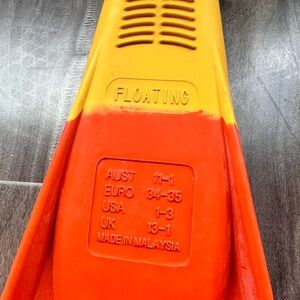 FLOATING
AUST 11-1
EURO 34-35
USA 1-3
UK 13-1
MADE IN MALAYSIA